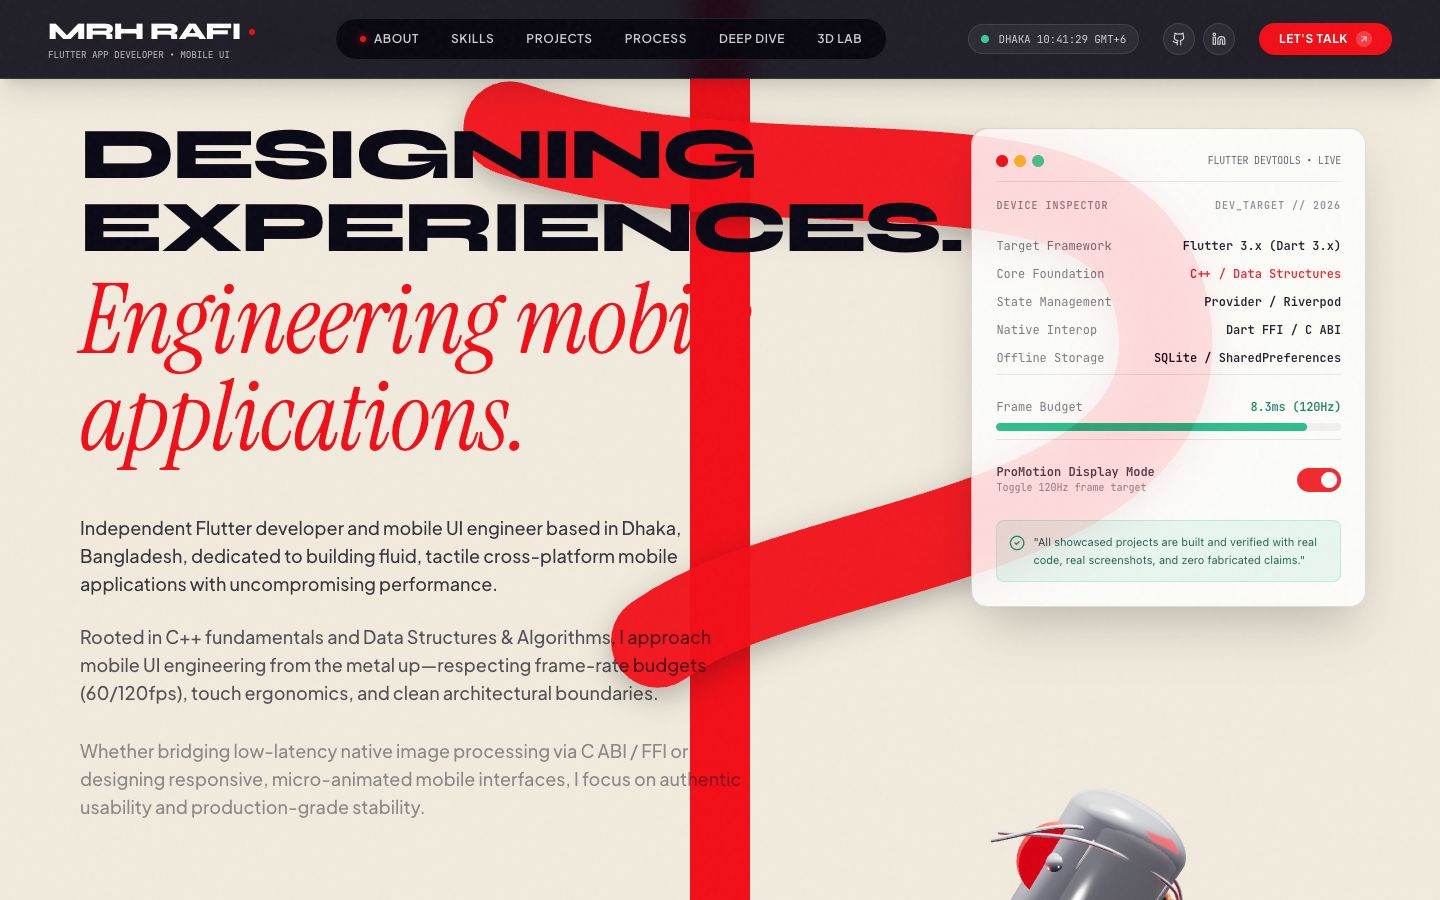 MRH RAFI
FLUTTER APP DEVELOPER • MOBILE UI
ABOUT
SKILLS
PROJECTS
PROCESS
DEEP DIVE
3D LAB
DHAKA 10:41:29 GMT+6
LET'S TALK
DESIGNING
EXPERIENCES.
Engineering
applications.
Independent Flutter developer and mobile UI engineer based in Dhaka,
Bangladesh, dedicated to building fluid, tactile cross-platform mobile
applications with uncompromising performance.
Rooted in C++ fundamentals and Data Structures & Algorithms, I approach
mobile UI engineering from the metal up—respecting frame-rate budgets
(60/120fps), touch ergonomics, and clean architectural boundaries.
Whether bridging low-latency native image processing via C ABI / FFI or
designing responsive, micro-animated mobile interfaces, I focus on authentic
usability and production-grade stability.
FLUTTER DEVTOOLS • LIVE
DEVICE INSPECTOR
DEV_TARGET // 2026
Target Framework
Flutter 3.x (Dart 3.x)
Core Foundation
C++ / Data Structures
State Management
Provider / Riverpod
Native Interop
Dart FFI / C ABI
Offline Storage
SQLite / SharedPreferences
Frame Budget
8.3ms (120Hz)
ProMotion Display Mode
Toggle 120Hz frame target
"All showcased projects are built and verified with real
code, real screenshots, and zero fabricated claims."